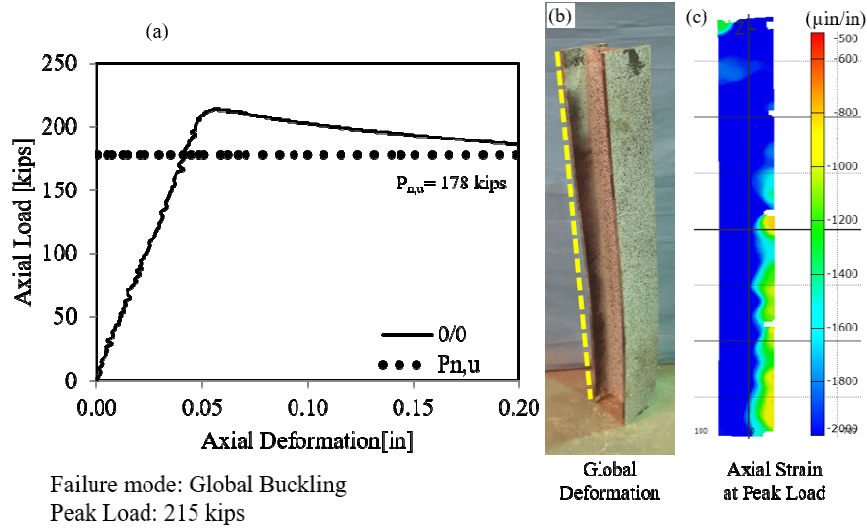 (a)
250
200
150
100
50
0
Axial Load [kips]
Pn,u= 178 kips
0/0
Pn,u
0.00 0.05 0.10 0.15 0.20
Axial Deformation[in]
Failure mode: Global Buckling
Peak Load: 215 kips
(b)
Global
Deformation
(c)
(µin/in)
Z
-500
-600
-800
-1000
-1200
-1400
-1600
-1800
-2000
100
Axial Strain
at Peak Load